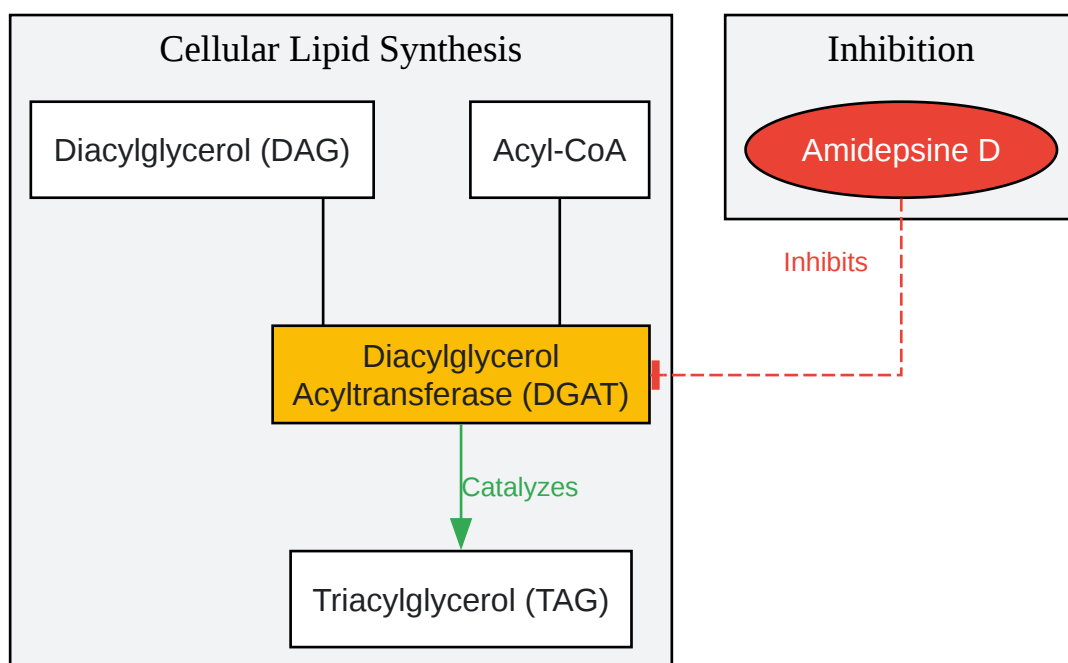 Cellular Lipid Synthesis
Inhibition
Diacylglycerol (DAG)
Acyl-CoA
Amidepsine D
Inhibits
Diacylglycerol
Acyltransferase (DGAT)
Catalyzes
Triacylglycerol (TAG)